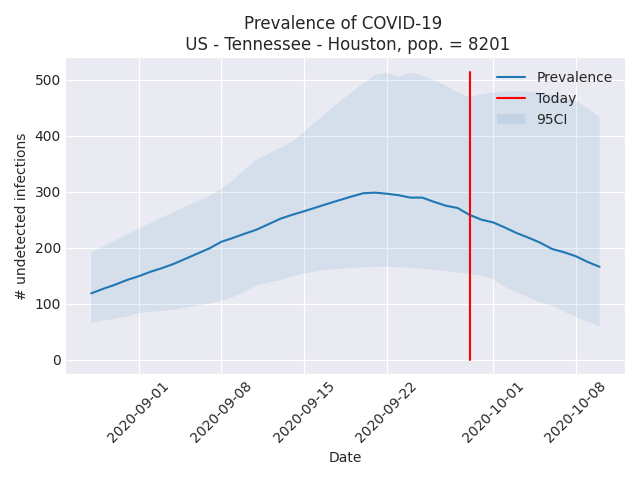 Prevalence of COVID-19
US - Tennessee - Houston, pop. = 8201
Prevalence
Today
95CI
# undetected infections
500
400
300
200
100
0
2020-09-01
2020-09-08
2020-09-15
2020-09-22
2020-10-01
2020-10-08
Date